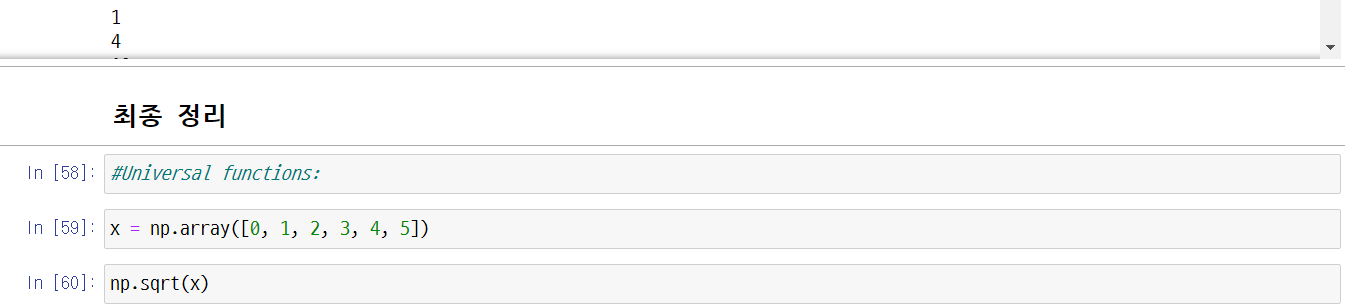 1
4
최종 정리
In [58]: #Universal functions:
In [59]: x = np.array([0, 1, 2, 3, 4, 5])
In [60]: np.sqrt(x)